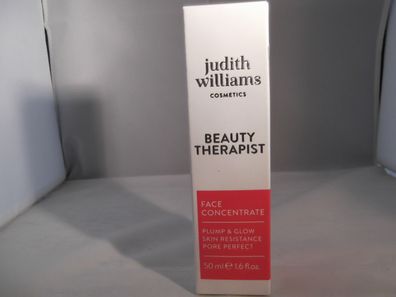 judith
williams
COSMETICS
BEAUTY
THERAPIST
FACE
CONCENTRATE
PLUMP & GLOW
SKIN RESISTANCE
PORE PERFECT
50 ml ℮ 1.6 fl.oz.